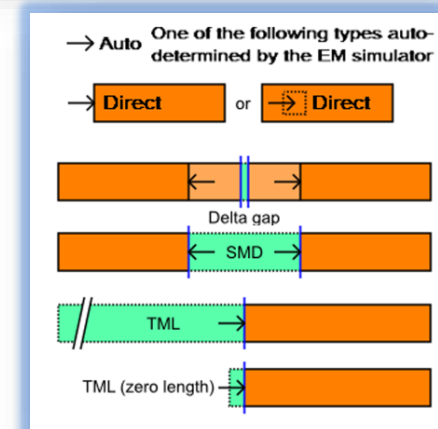 Auto One of the following types auto-
determined by the EM simulator
Direct or Direct
Delta gap
SMD
TML
TML (zero length)